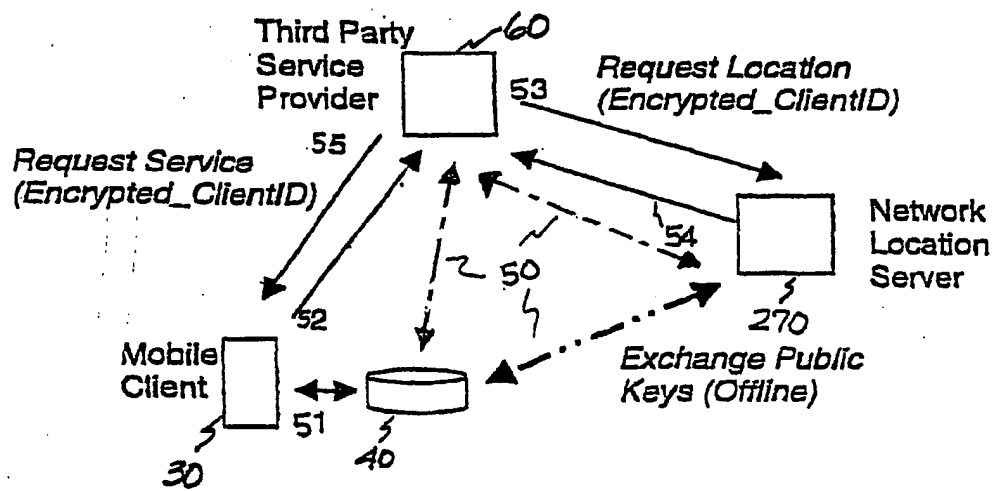 Third Party
Service
Provider
60
53
Request Location
(Encrypted_ClientID)
55
Request Service
(Encrypted_ClientID)
54
Network
Location
Server
50
52
270
Mobile
Client
Exchange Public
Keys (Offline)
51
40
30